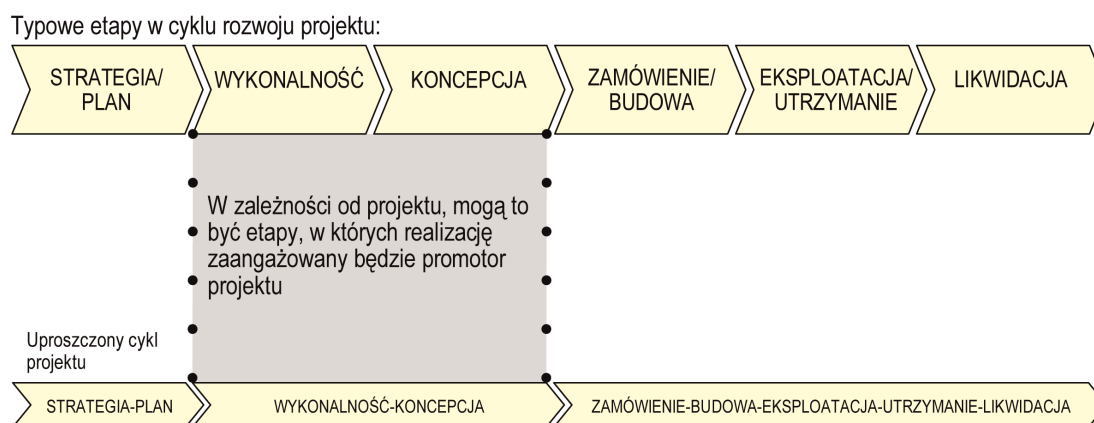 Typowe etapy w cyklu rozwoju projektu:
STRATEGIA/
PLAN
WYKONALNOŚĆ
KONCEPCJA
ZAMÓWIENIE/
BUDOWA
EKSPLOATACJA/
UTRZYMANIE
LIKWIDACJA
W zależności od projektu, mogą to
być etapy, w których realizację
zaangażowany będzie promotor
projektu
Uproszczony cykl
projektu
STRATEGIA-PLAN
WYKONALNOŚĆ-KONCEPCJA
ZAMÓWIENIE-BUDOWA-EKSPLOATACJA-UTRZYMANIE-LIKWIDACJA